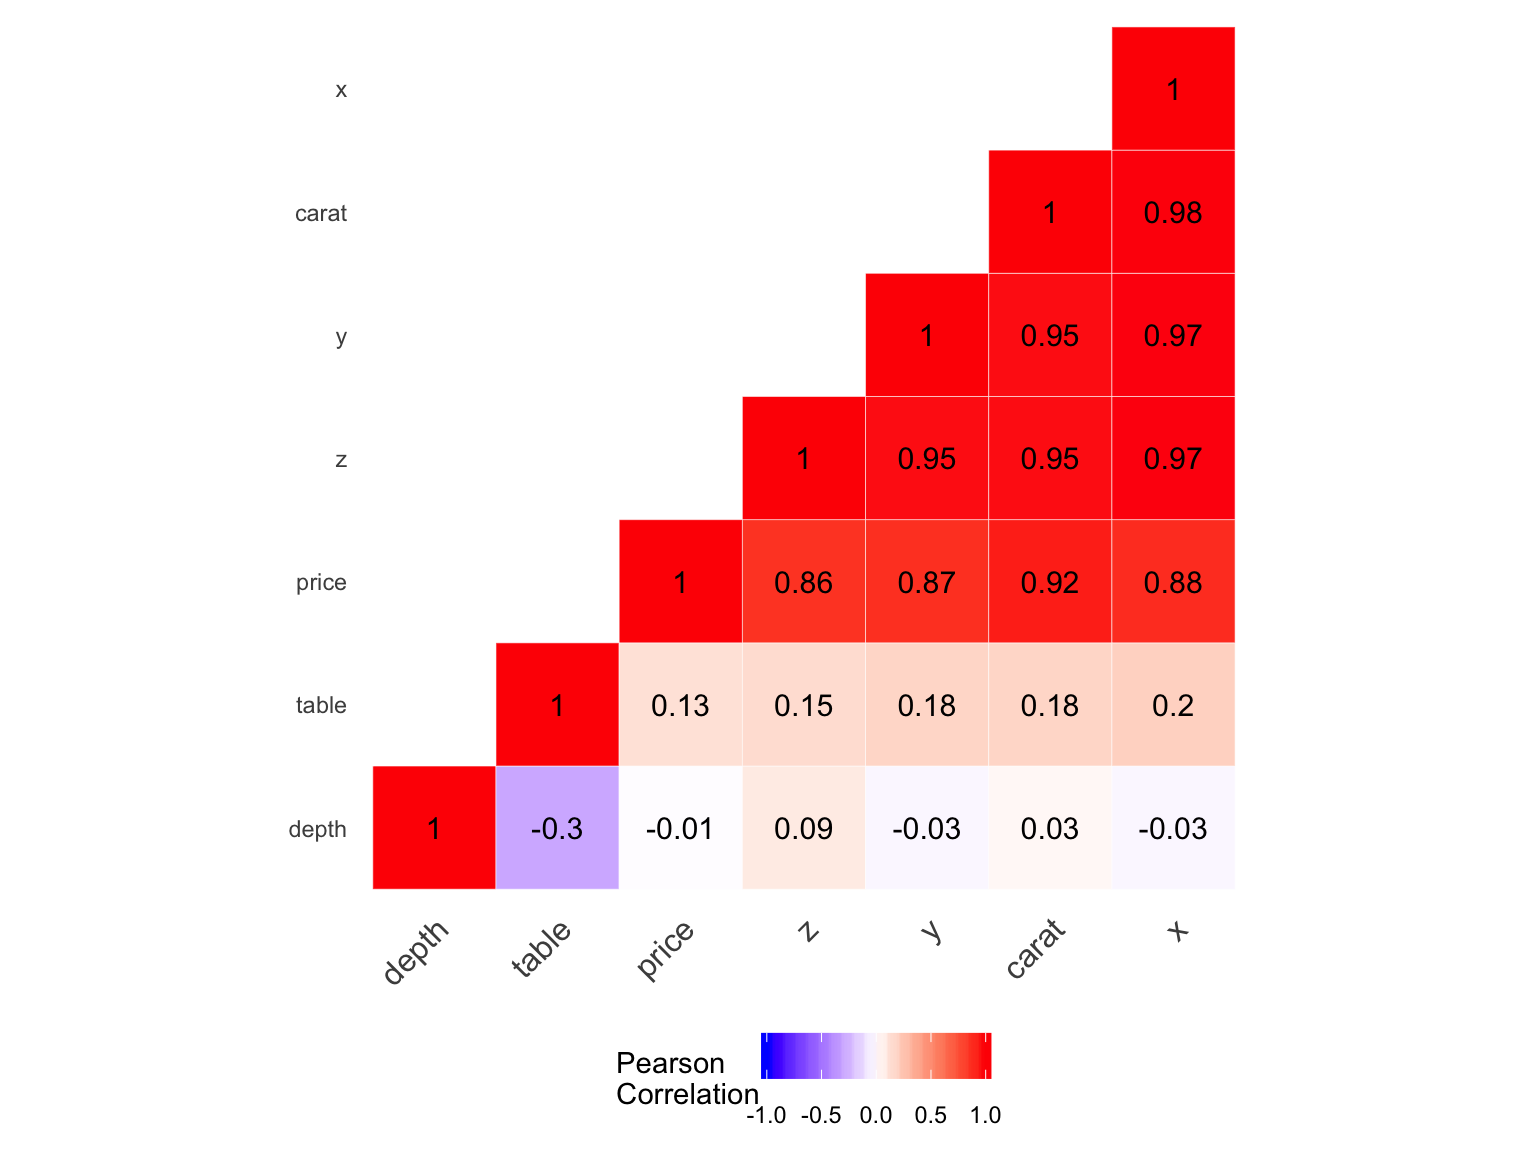 x 1
carat 1 0.98
y 1 0.95 0.97
z 1 0.95 0.95 0.97
price 1 0.86 0.87 0.92 0.88
table 1 0.13 0.15 0.18 0.18 0.2
depth 1 -0.3 -0.01 0.09 -0.03 0.03 -0.03
depth table price z y carat x
Pearson
Correlation
-1.0 -0.5 0.0 0.5 1.0